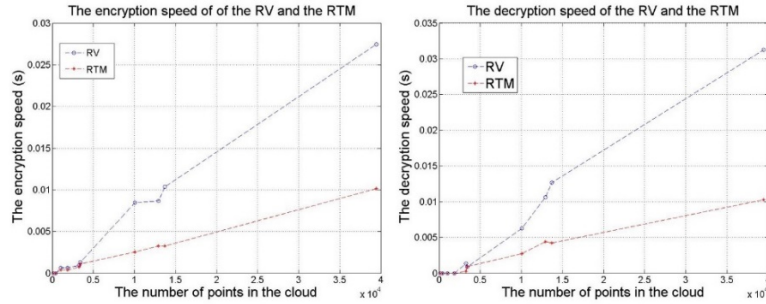 The encryption speed of of the RV and the RTM
0.03
0.025
0.02
0.015
0.01
0.005
0
The encryption speed (s)
RV
RTM
0 0.5 1 1.5 2 2.5 3 3.5 4
x 10⁴
The number of points in the cloud
The decryption speed of the RV and the RTM
0.035
0.03
0.025
0.02
0.015
0.01
0.005
0
The decryption speed (s)
RV
RTM
0 0.5 1 1.5 2 2.5 3 3.5
The number of points in the cloud